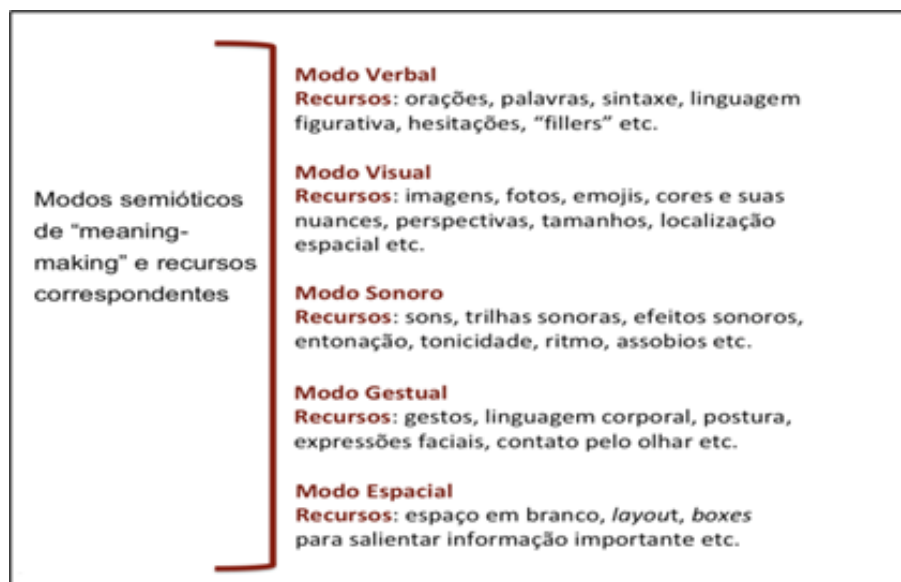 Modos semióticos
de “meaning-
making” e recursos
correspondentes
Modo Verbal
Recursos: orações, palavras, sintaxe, linguagem
figurativa, hesitações, “fillers” etc.
Modo Visual
Recursos: imagens, fotos, emojis, cores e suas
nuances, perspectivas, tamanhos, localização
espacial etc.
Modo Sonoro
Recursos: sons, trilhas sonoras, efeitos sonoros,
entonação, tonicidade, ritmo, assobios etc.
Modo Gestual
Recursos: gestos, linguagem corporal, postura,
expressões faciais, contato pelo olhar etc.
Modo Espacial
Recursos: espaço em branco, layout, boxes
para salientar informação importante etc.